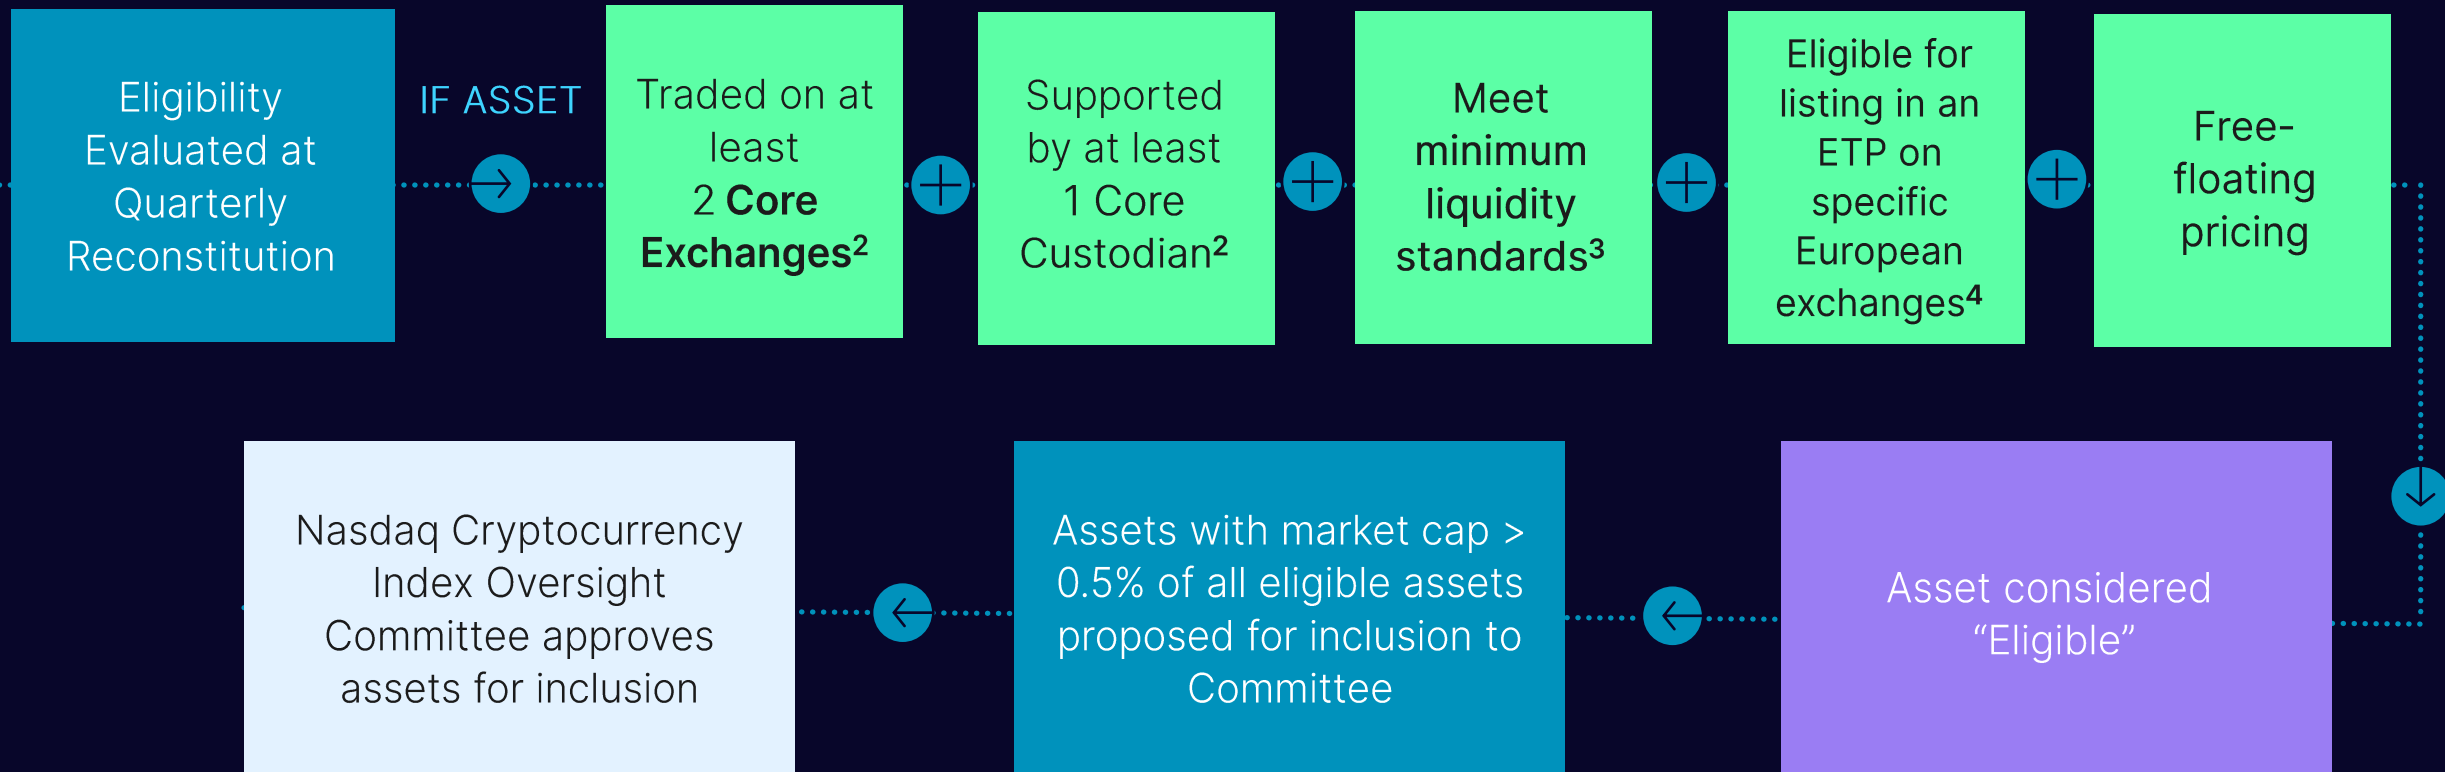 Eligibility
Evaluated at
Quarterly
Reconstitution
IF ASSET
Traded on at
least
2 Core
Exchanges²
Supported
by at least
1 Core
Custodian²
Meet
minimum
liquidity
standards³
Eligible for
listing in an
ETP on
specific
European
exchanges⁴
Free-
floating
pricing
Asset considered
“Eligible”
Assets with market cap >
0.5% of all eligible assets
proposed for inclusion to
Committee
Nasdaq Cryptocurrency
Index Oversight
Committee approves
assets for inclusion